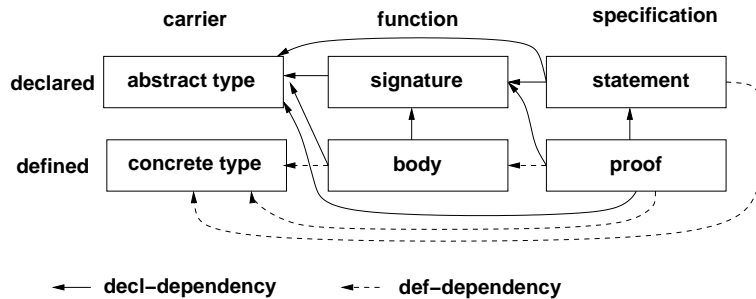 carrier function specification
declared abstract type signature statement
defined concrete type body proof
decl-dependency def-dependency